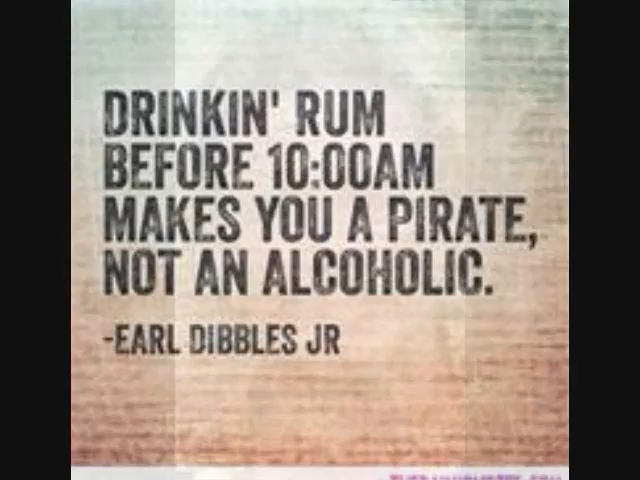 DRINKIN' RUM
BEFORE 10:00AM
MAKES YOU A PIRATE,
NOT AN ALCOHOLIC.
-EARL DIBBLES JR